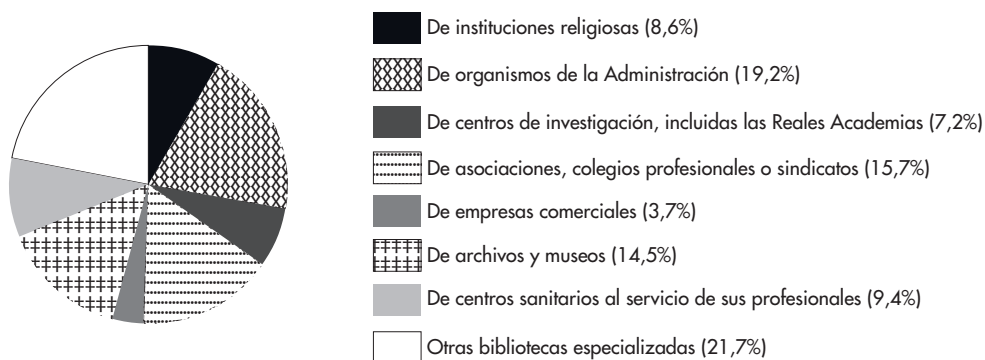 De instituciones religiosas (8,6%)
De organismos de la Administración (19,2%)
De centros de investigación, incluidas las Reales Academias (7,2%)
De asociaciones, colegios profesionales o sindicatos (15,7%)
De empresas comerciales (3,7%)
De archivos y museos (14,5%)
De centros sanitarios al servicio de sus profesionales (9,4%)
Otras bibliotecas especializadas (21,7%)